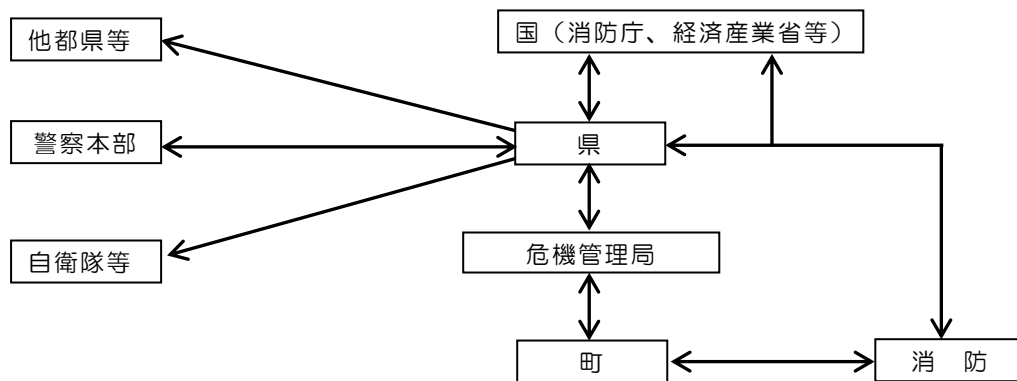 他都県等
国（消防庁、経済産業省等）
警察本部
県
自衛隊等
危機管理局
町
消　防